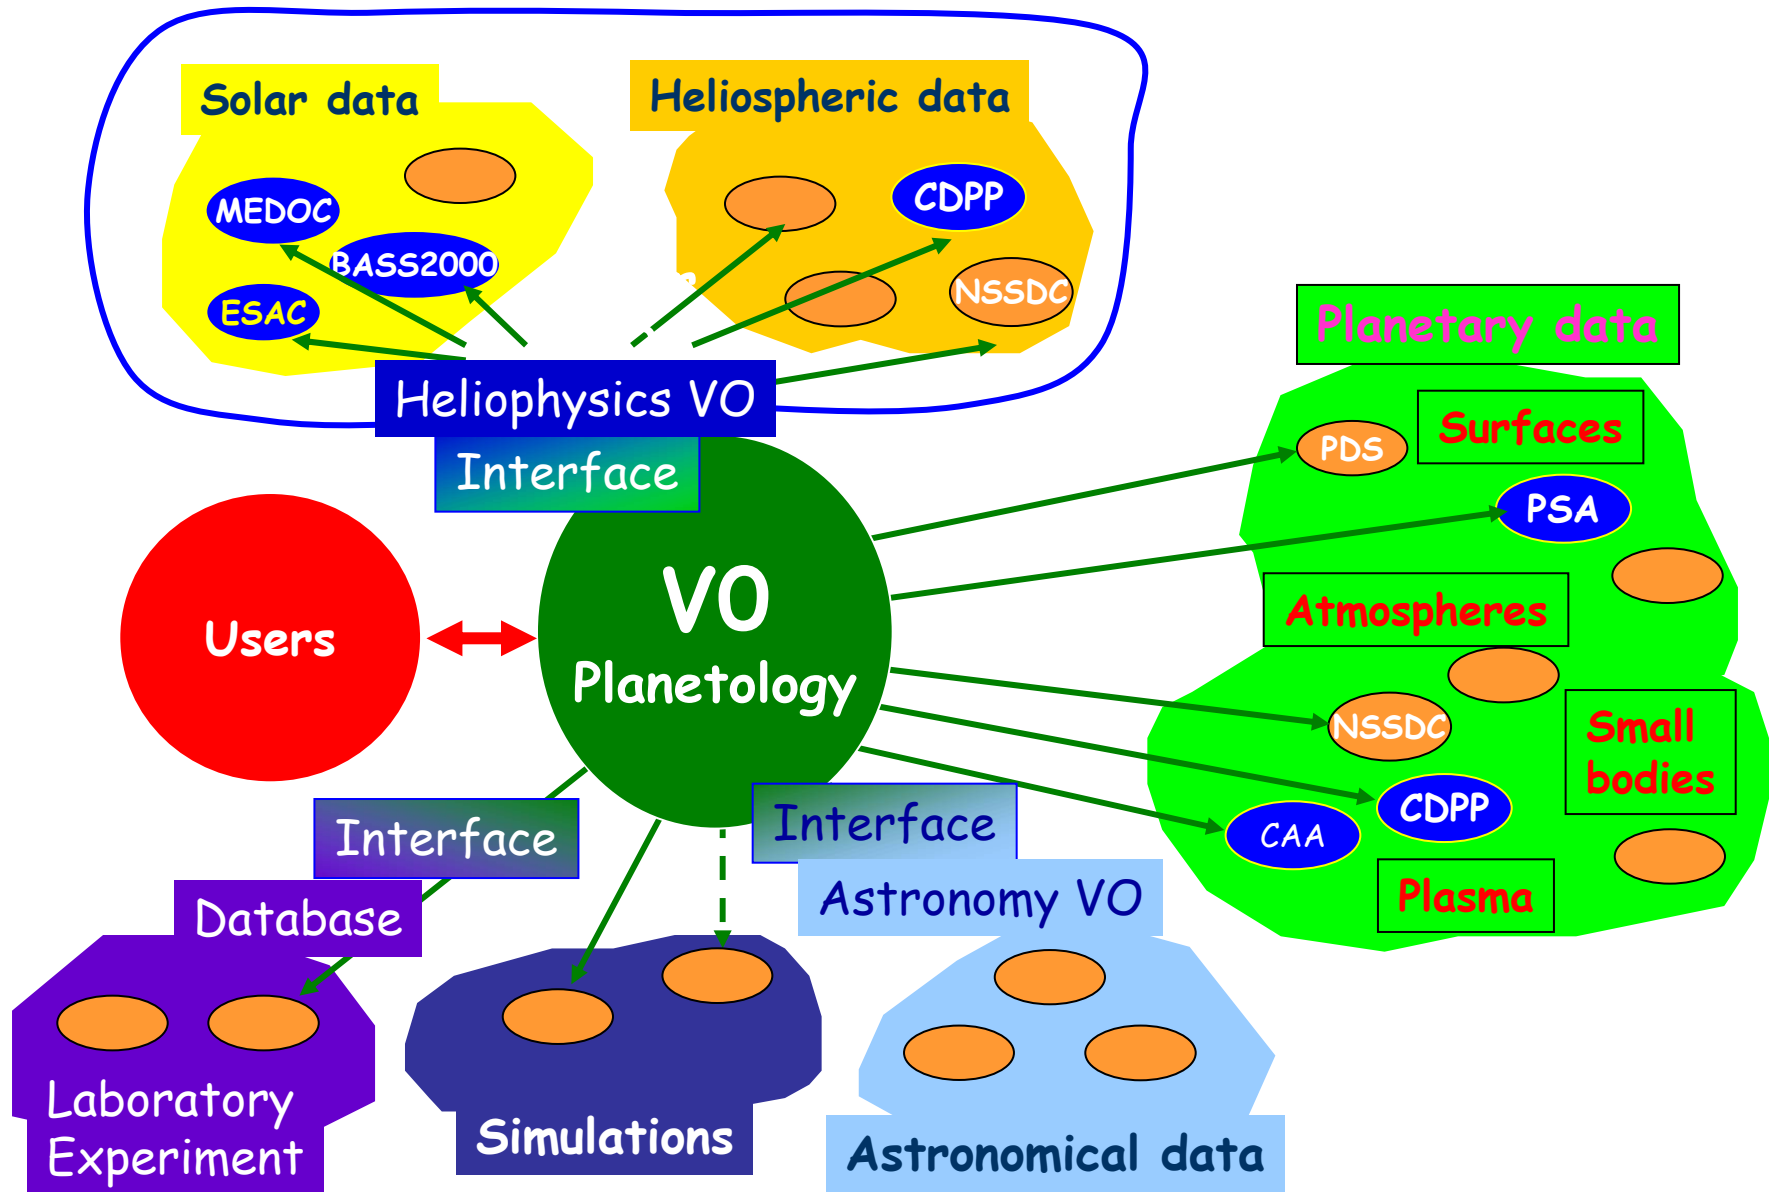 Solar data
Heliospheric data
MEDOC
CDPP
BASS2000
NSSDC
ESAC
Heliophysics VO
Interface
Planetary data
Surfaces
PDS
PSA
Atmospheres
Users
VO
Planetology
NSSDC
Small
bodies
CDPP
CAA
Plasma
Interface
Interface
Database
Astronomy VO
Laboratory
Experiment
Simulations
Astronomical data